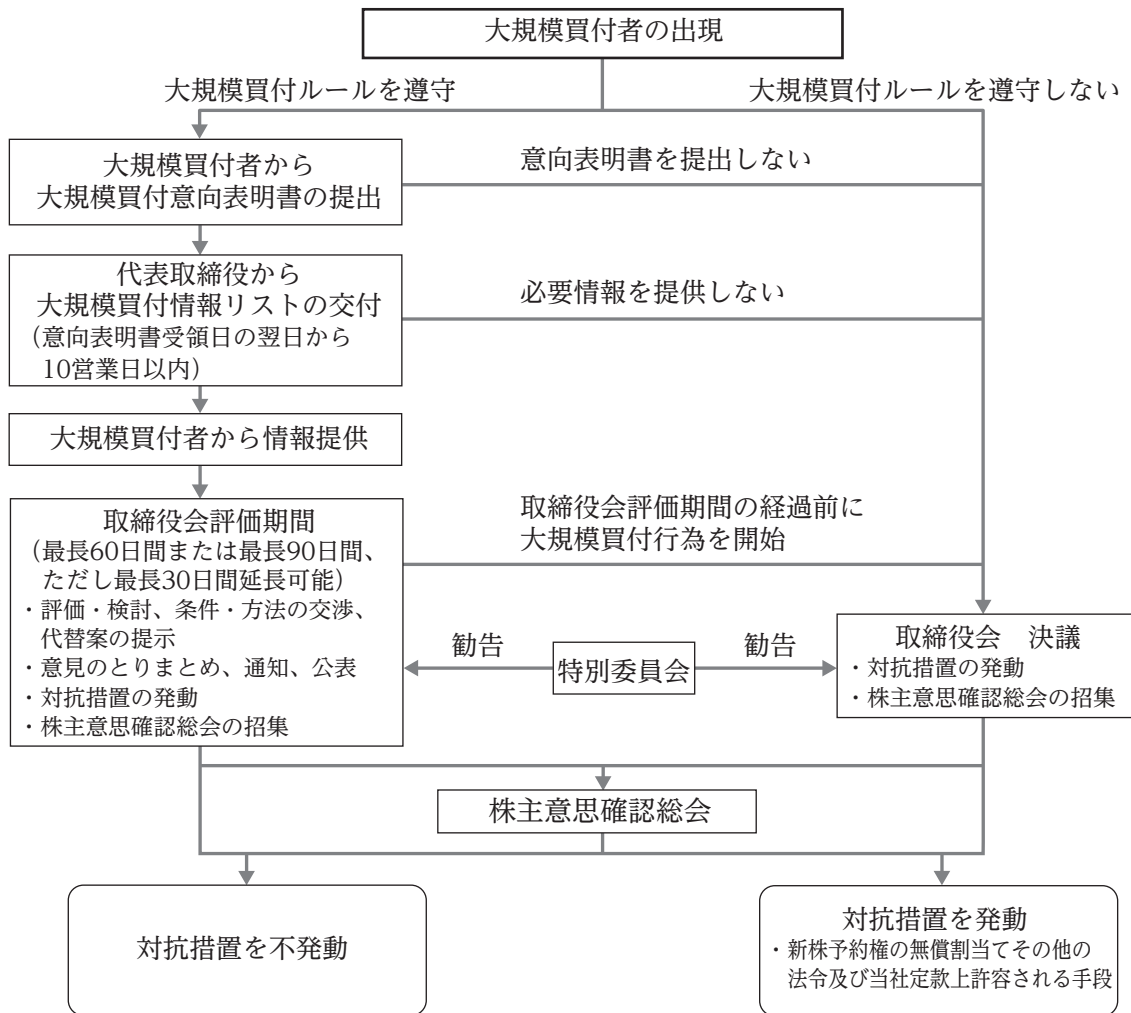 大規模買付者の出現
大規模買付ルールを遵守
大規模買付ルールを遵守しない
大規模買付者から
大規模買付意向表明書の提出
意向表明書を提出しない
代表取締役から
大規模買付情報リストの交付
（意向表明書受領日の翌日から
10営業日以内）
必要情報を提供しない
大規模買付者から情報提供
取締役会評価期間
（最長60日間または最長90日間、
ただし最長30日間延長可能）
・評価・検討、条件・方法の交渉、
代替案の提示
・意見のとりまとめ、通知、公表
・対抗措置の発動
・株主意思確認総会の招集
取締役会評価期間の経過前に
大規模買付行為を開始
勧告
特別委員会
勧告
取締役会　決議
・対抗措置の発動
・株主意思確認総会の招集
株主意思確認総会
対抗措置を不発動
対抗措置を発動
・新株予約権の無償割当てその他の
法令及び当社定款上許容される手段